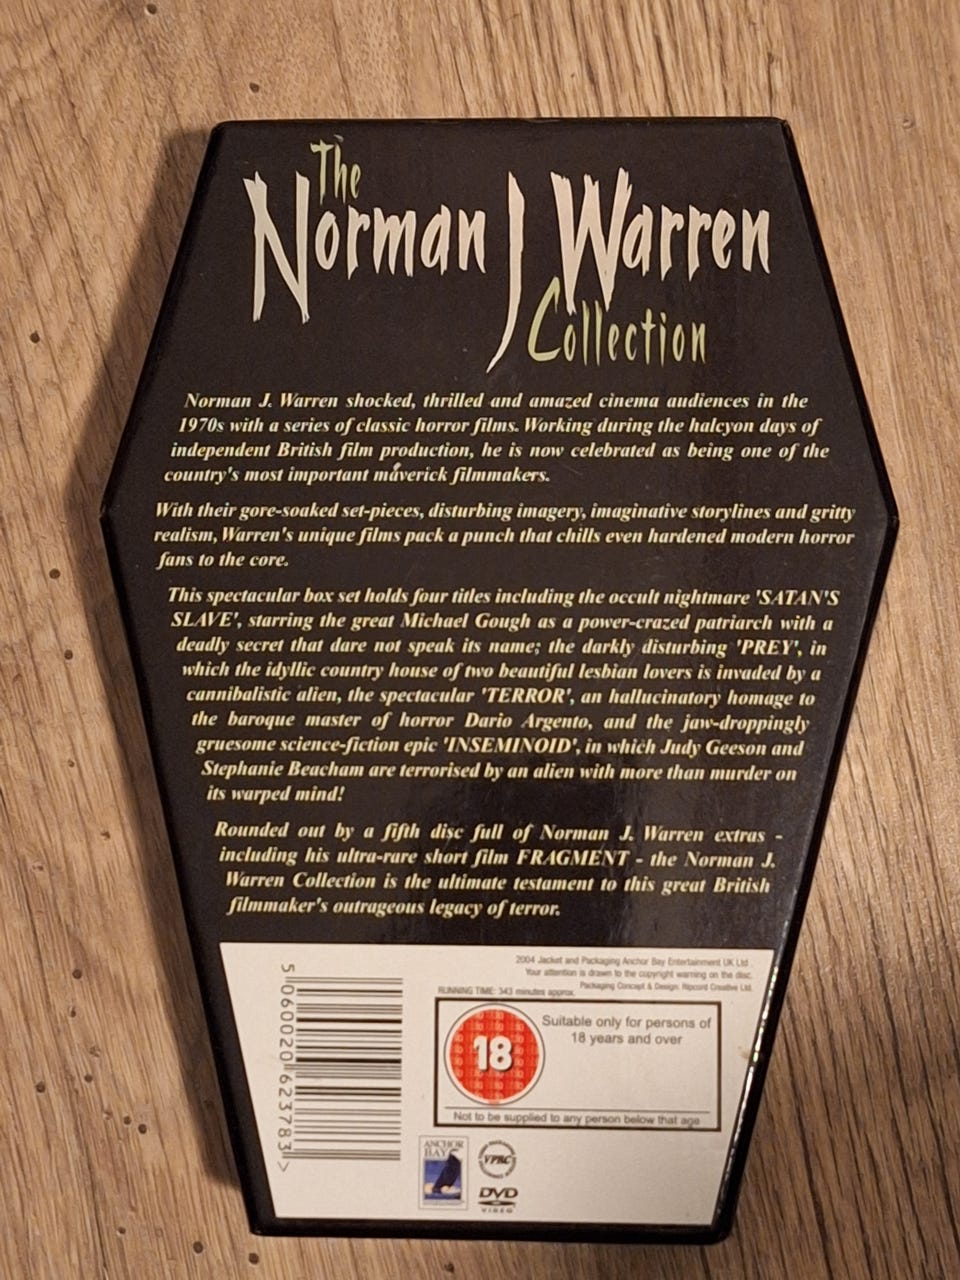 The
Norman J Warren
Collection
Norman J. Warren shocked, thrilled and amazed cinema audiences in the
1970s with a series of classic horror films. Working during the halcyon days of
independent British film production, he is now celebrated as being one of the
country's most important maverick filmmakers.
With their gore-soaked set-pieces, disturbing imagery, imaginative storylines and gritty
realism, Warren's unique films pack a punch that chills even hardened modern horror
fans to the core.
This spectacular box set holds four titles including the occult nightmare 'SATAN'S
SLAVE', starring the great Michael Gough as a power-crazed patriarch with a
deadly secret that dare not speak its name; the darkly disturbing 'PREY', in
which the idyllic country house of two beautiful lesbian lovers is invaded by a
cannibalistic alien, the spectacular 'TERROR', an hallucinatory homage to
the baroque master of horror Dario Argento, and the jaw-droppingly
gruesome science-fiction epic 'INSEMINOID', in which Judy Geeson and
Stephanie Beacham are terrorised by an alien with more than murder on
its warped mind!
Rounded out by a fifth disc full of Norman J. Warren extras -
including his ultra-rare short film FRAGMENT - the Norman J.
Warren Collection is the ultimate testament to this great British
filmmaker's outrageous legacy of terror.
2004 Jacket and Packaging Anchor Bay Entertainment UK Ltd.
Your attention is drawn to the copyright warning on the disc.
Packaging Concept & Design: Ripcord Creative Ltd.
RUNNING TIME: 343 minutes approx.
18
Suitable only for persons of
18 years and over
Not to be supplied to any person below that age
5 060020 623783 >
ANCHOR
BAY
VPRC
DVD
VIDEO